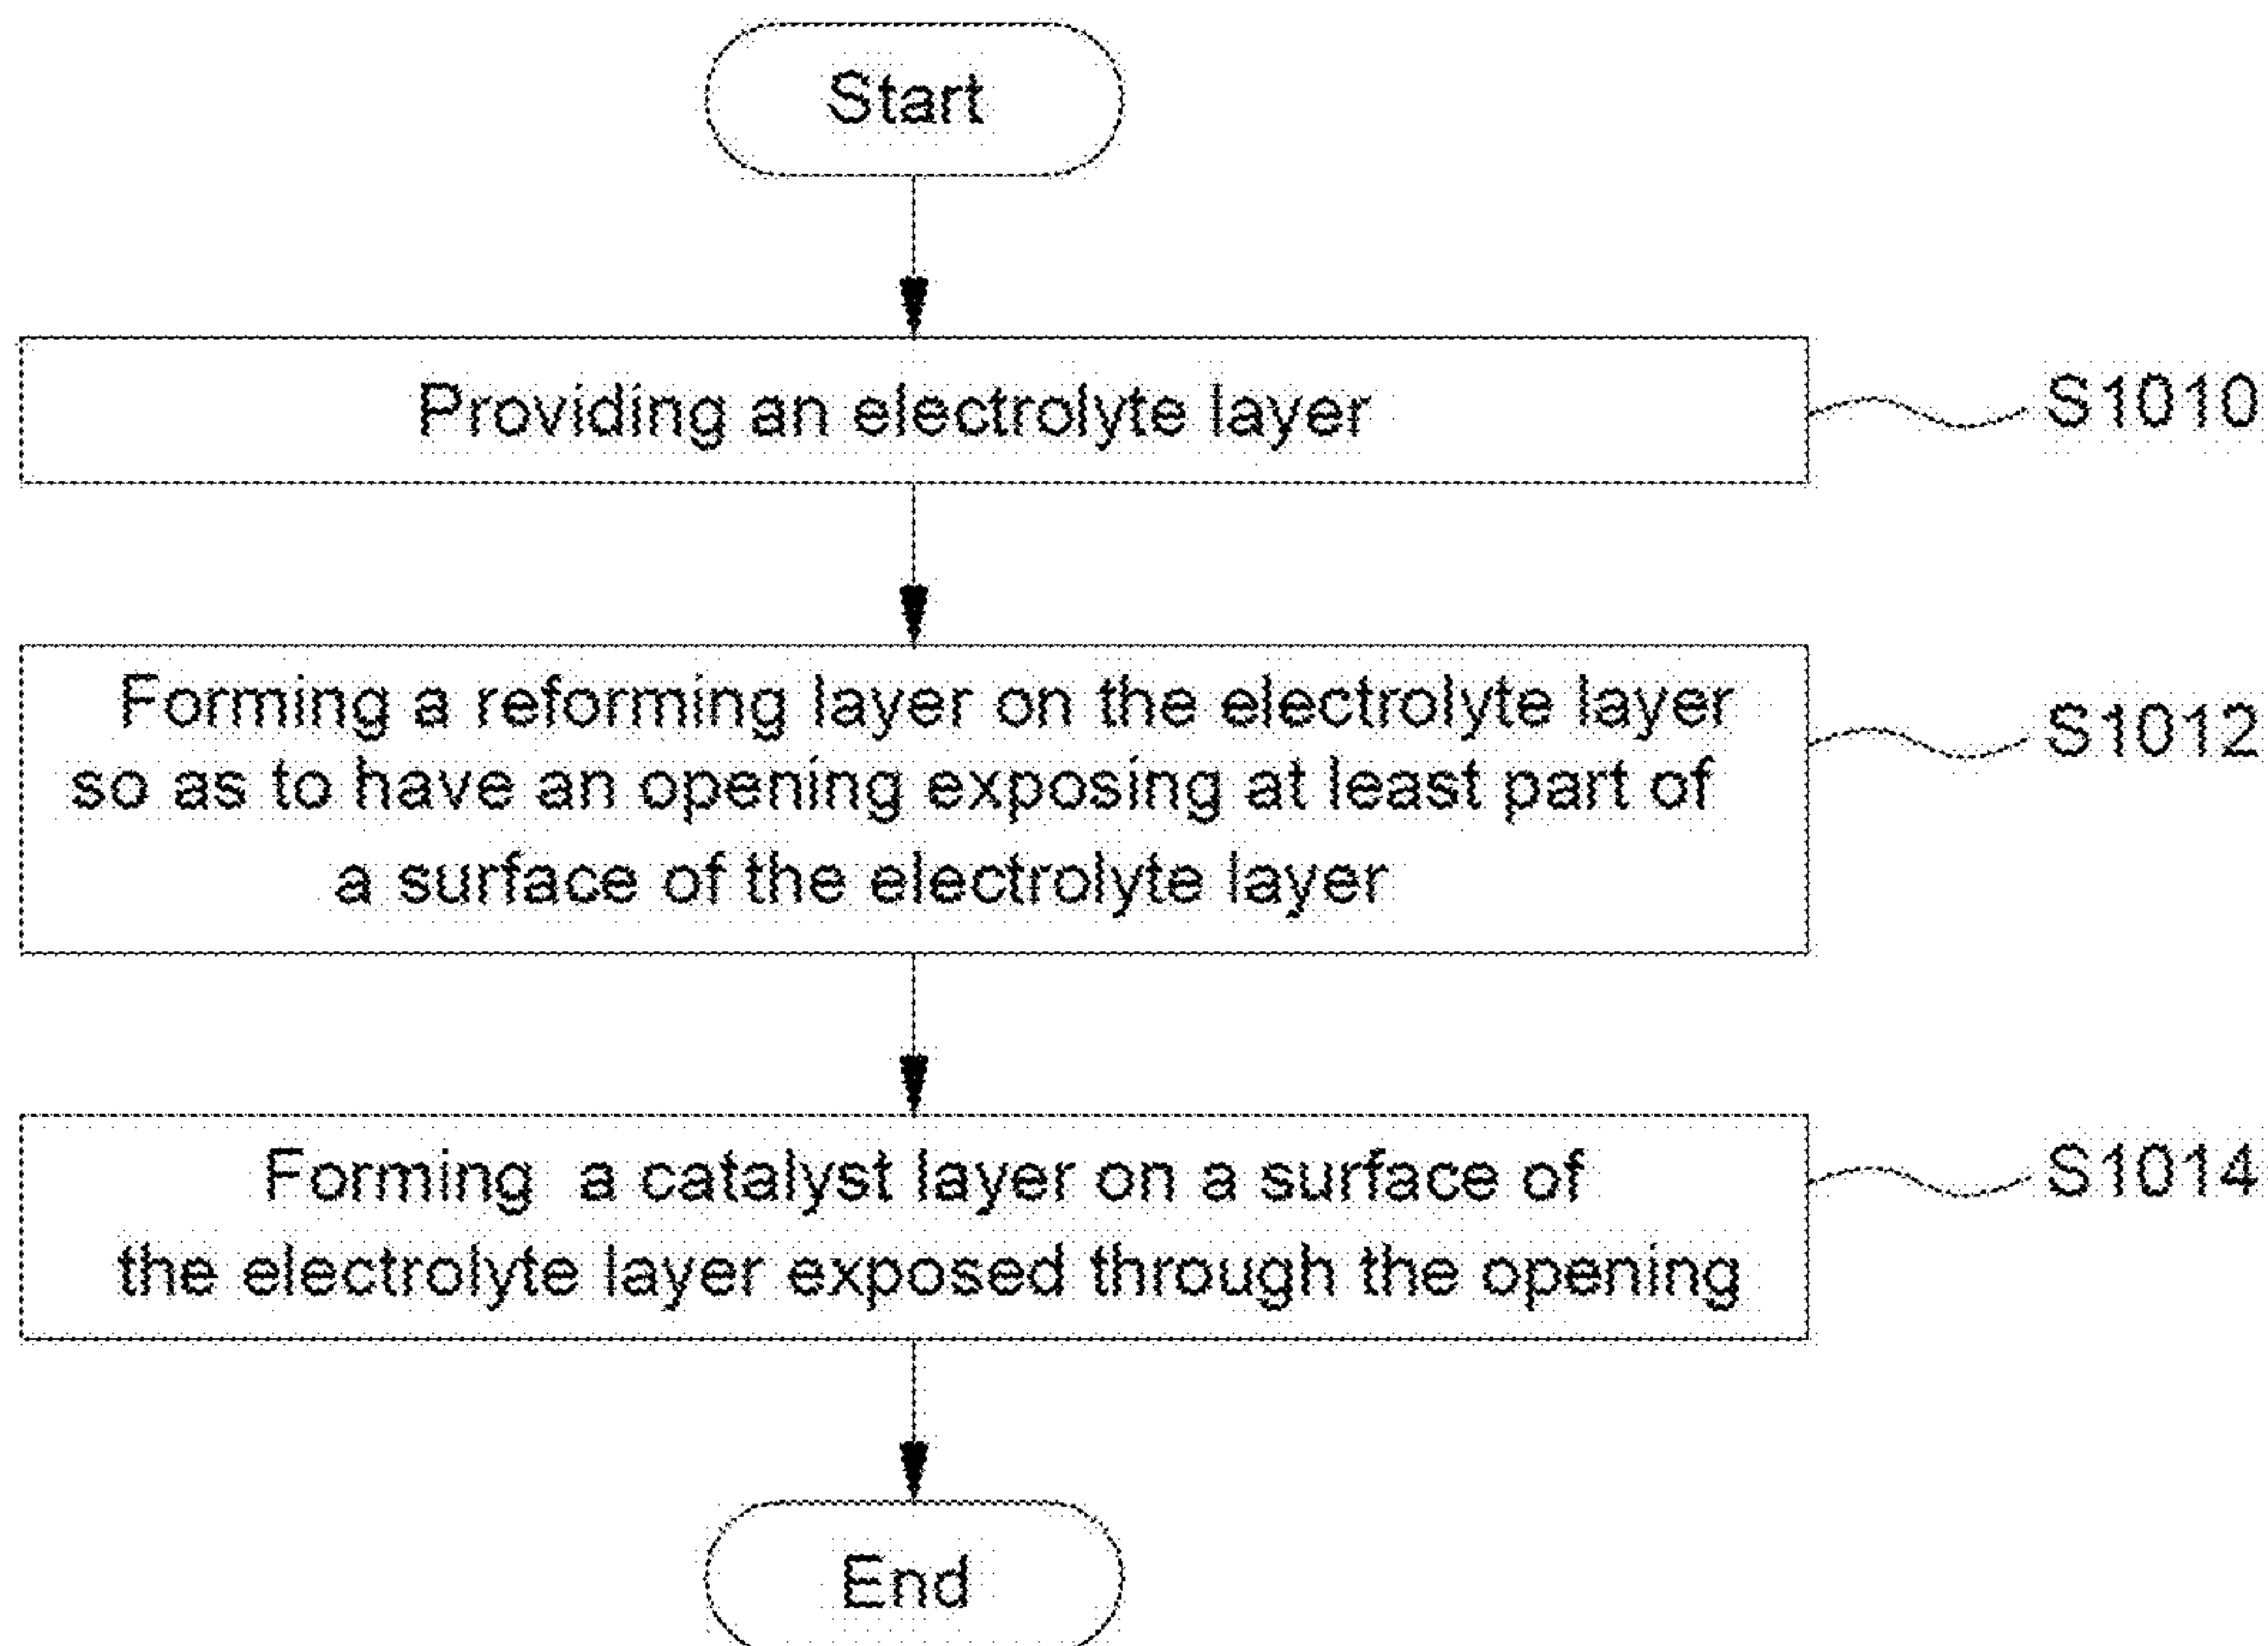 Start
Providing an electrolyte layer
S1010
Forming a reforming layer on the electrolyte layer
so as to have an opening exposing at least part of
a surface of the electrolyte layer
S1012
Forming a catalyst layer on a surface of
the electrolyte layer exposed through the opening
S1014
End